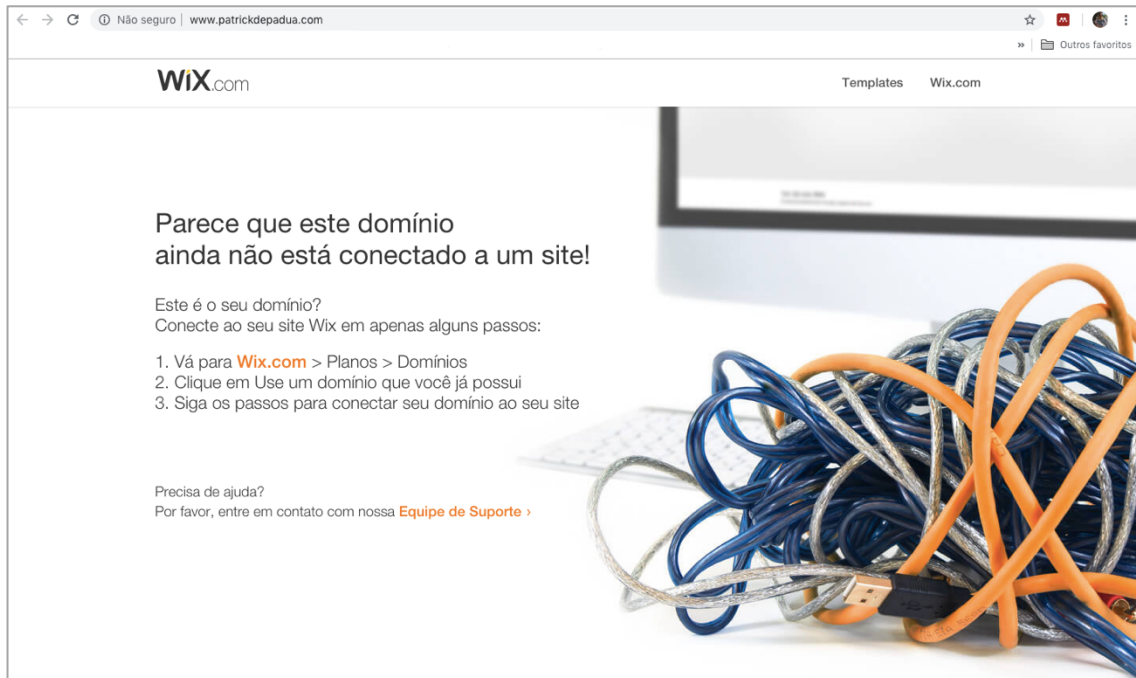 Não seguro | www.patrickdepadua.com
» | Outros favoritos
WiX.com
Templates Wix.com
Parece que este domínio
ainda não está conectado a um site!
Este é o seu domínio?
Conecte ao seu site Wix em apenas alguns passos:
1. Vá para Wix.com > Planos > Domínios
2. Clique em Use um domínio que você já possui
3. Siga os passos para conectar seu domínio ao seu site
Precisa de ajuda?
Por favor, entre em contato com nossa Equipe de Suporte ›